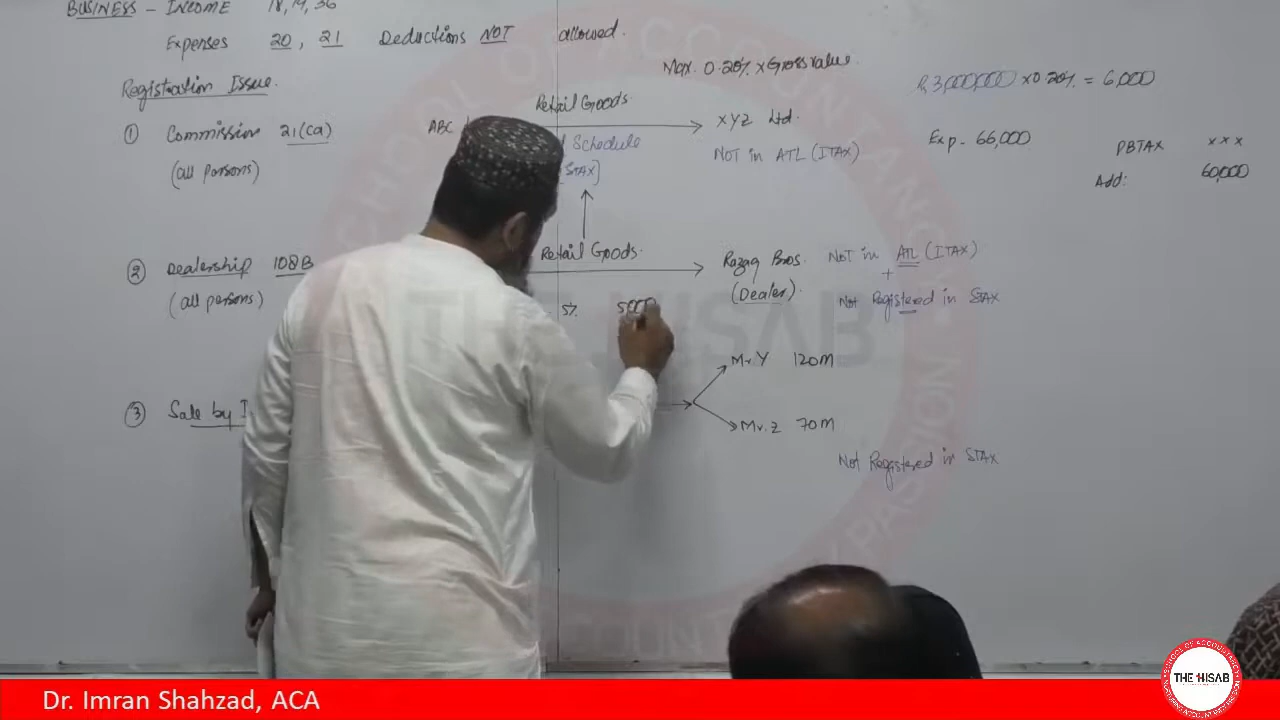 BUSINESS - INCOME 18, 19, 36
Expenses 20, 21 Deductions NOT allowed.
Max. 0.20% x Gross value
Registration Issue.
R 3,000,000 x 0.20% = 6,000
Retail Goods
① Commission 21(ca)
ABC
XYZ Ltd.
Exp - 66,000
PBTAX xxx
(all persons)
Schedule
STAX)
NOT in ATL (ITAX)
Add: 60,000
② Dealership 108B
Retail Goods.
Razaq Bros. NOT in ATL (ITAX)
+
(all persons)
(Dealer).
Not Registered in STAX
5% 5000
Mr. Y 120M
③ Sale by
Mr. Z 70M
Not Registered in STAX
Dr. Imran Shahzad, ACA
SCHOOL OF ACCOUNTANCY
THE HISAB